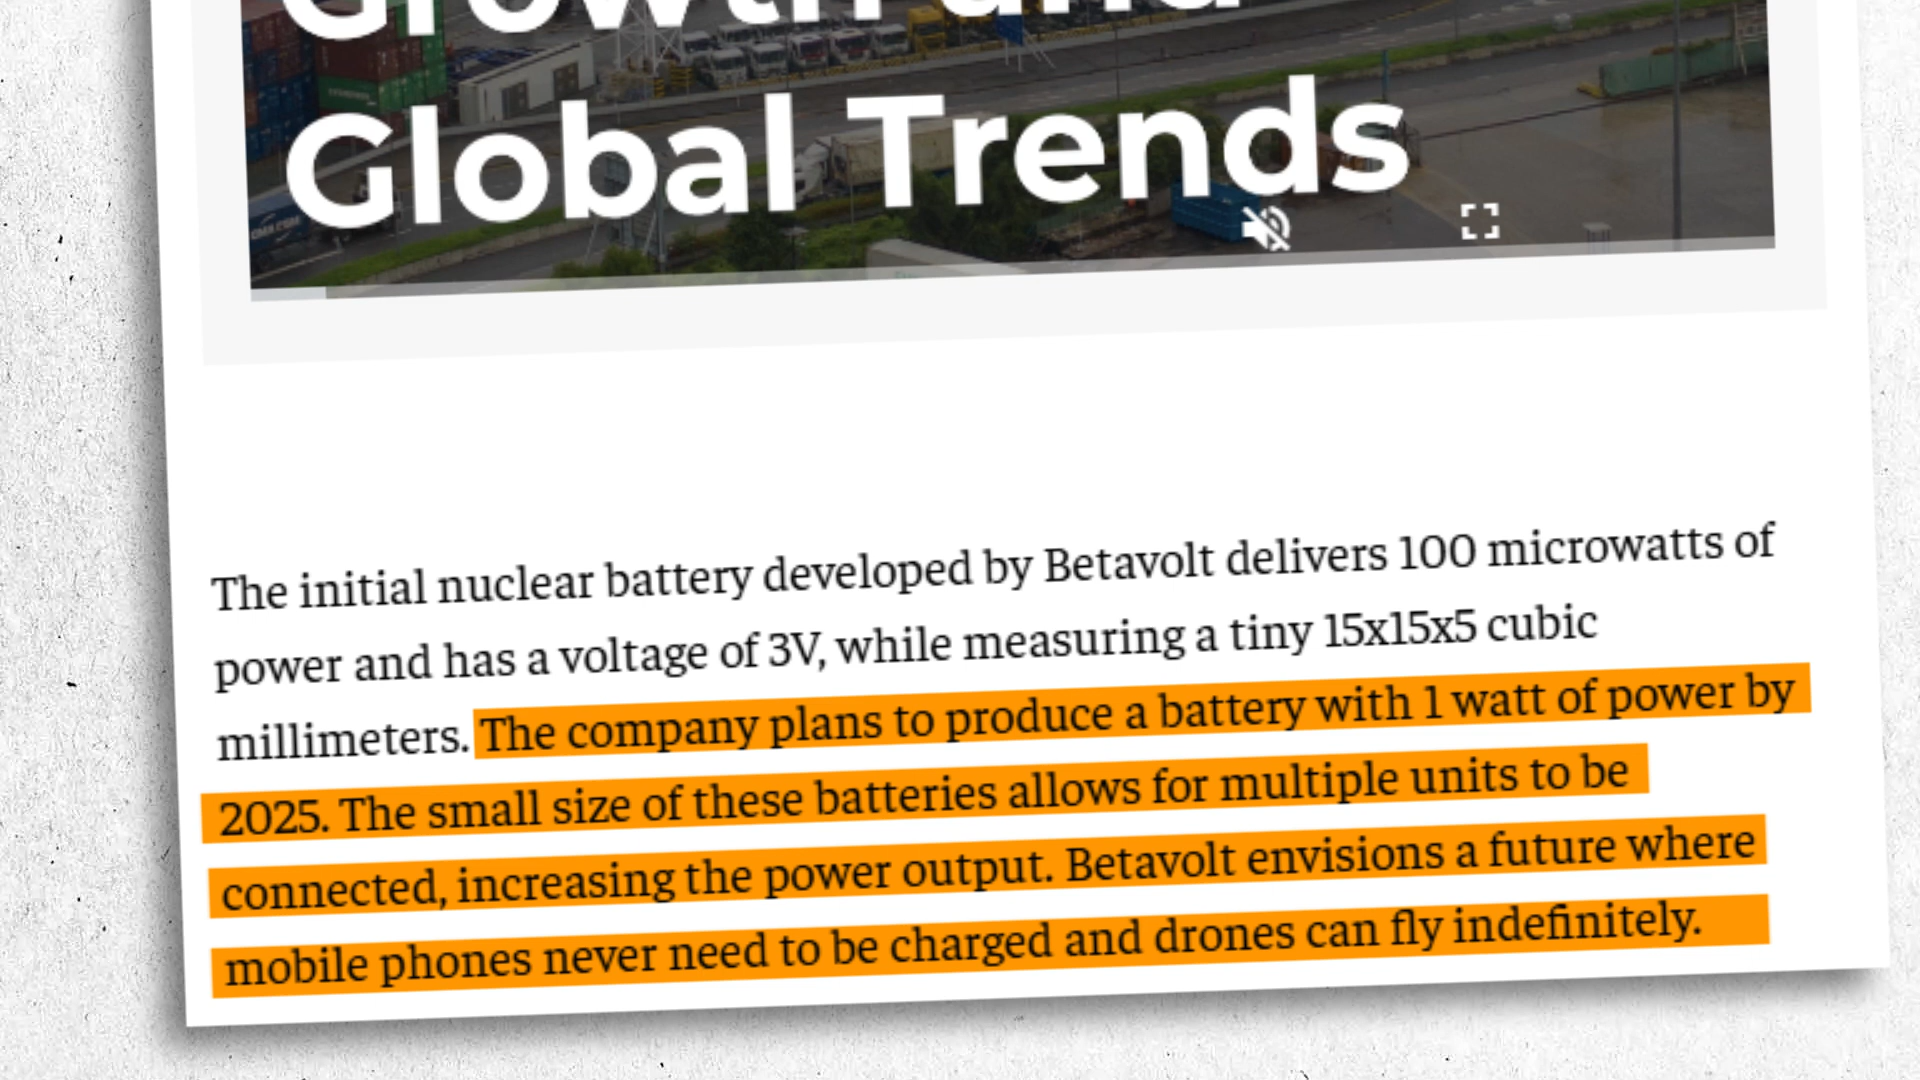 Growth and
Global Trends
The initial nuclear battery developed by Betavolt delivers 100 microwatts of
power and has a voltage of 3V, while measuring a tiny 15x15x5 cubic
millimeters. The company plans to produce a battery with 1 watt of power by
2025. The small size of these batteries allows for multiple units to be
connected, increasing the power output. Betavolt envisions a future where
mobile phones never need to be charged and drones can fly indefinitely.